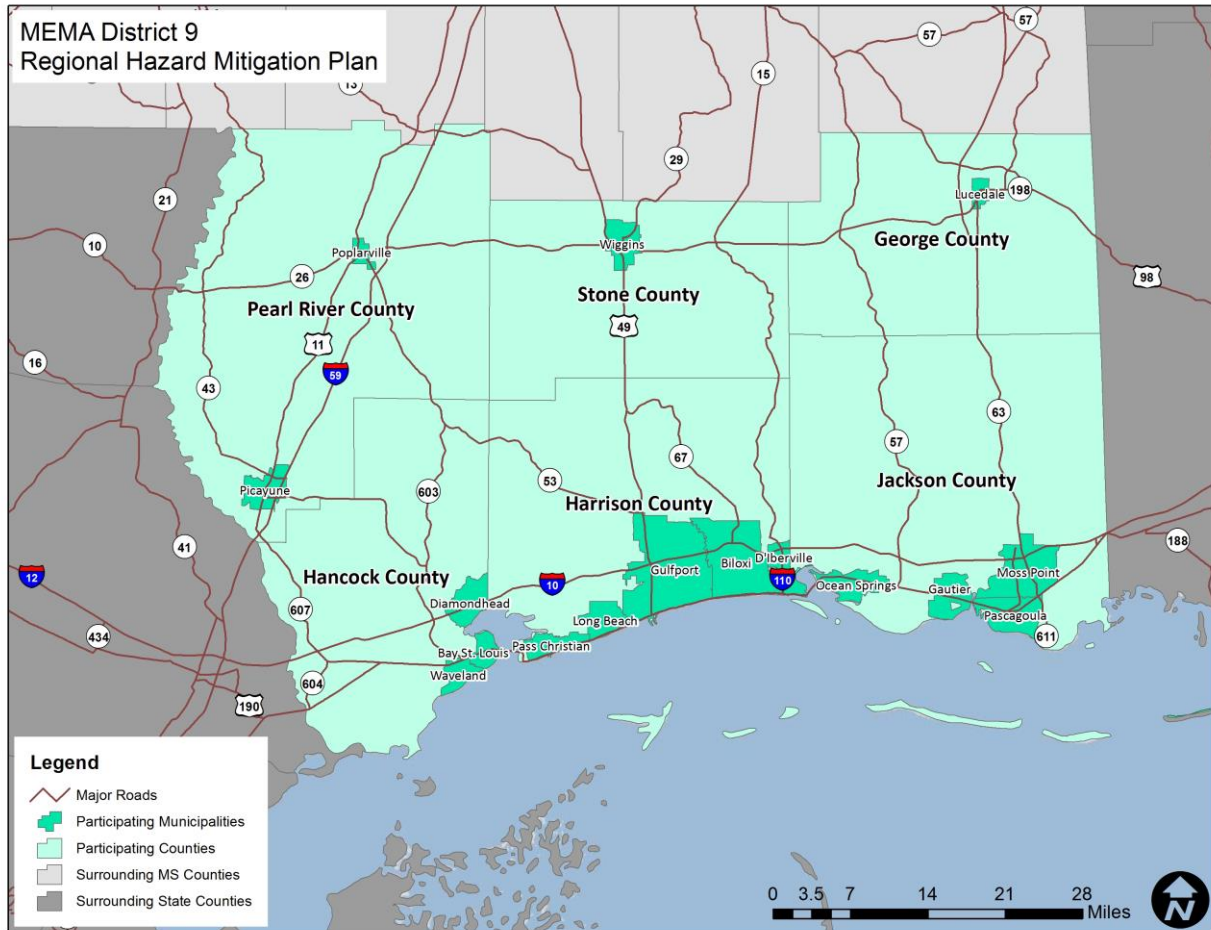 MEMA District 9
Regional Hazard Mitigation Plan
57
57
15
13
29
21
Lucedale
198
10
Wiggins
George County
Poplarville
26
98
Stone County
Pearl River County
49
11
16
59
43
63
57
67
Jackson County
53
603
Picayune
Harrison County
41
188
D'Iberville
Biloxi
Gulfport
Moss Point
12
Hancock County
10
110
Ocean Springs
Gautier
Diamondhead
607
Pascagoula
Long Beach
434
611
Pass Christian
Bay St. Louis
Waveland
604
190
Legend
Major Roads
Participating Municipalities
Participating Counties
Surrounding MS Counties
Surrounding State Counties
0 3.5 7 14 21 28
Miles
N